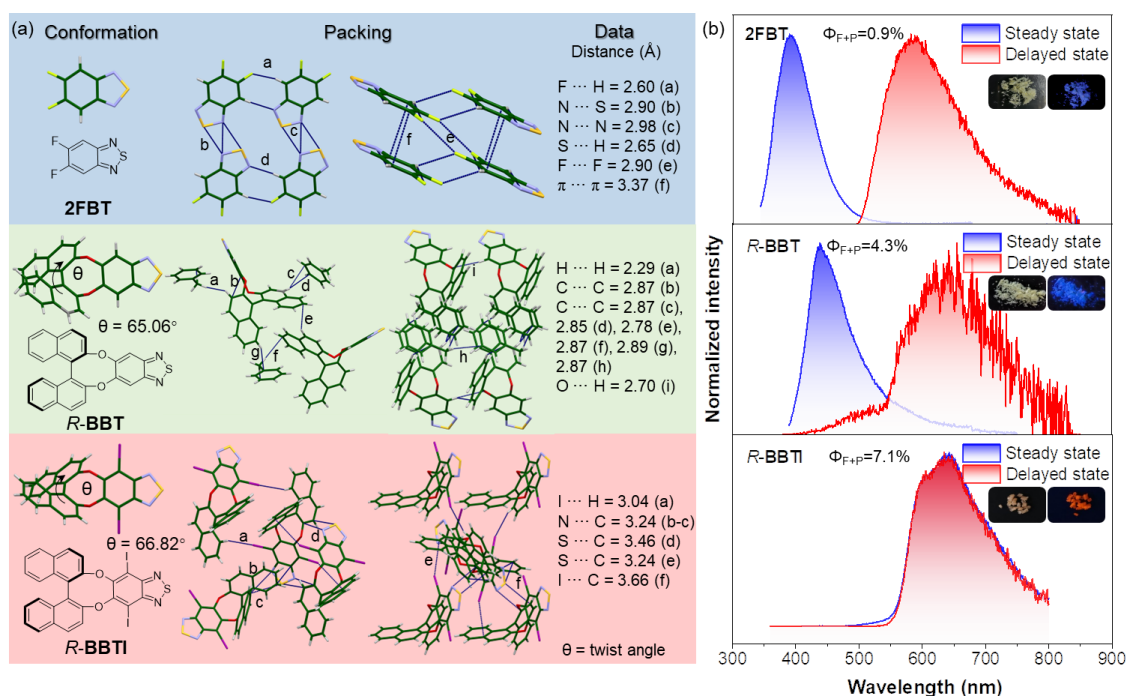 (a)
Conformation
Packing
Data
Distance (Å)
F
F
N
S
N
2FBT
a
b
c
d
e
f
F ··· H = 2.60 (a)
N ··· S = 2.90 (b)
N ··· N = 2.98 (c)
S ··· H = 2.65 (d)
F ··· F = 2.90 (e)
π ··· π = 3.37 (f)
θ
θ = 65.06°
O
O
N
S
N
R-BBT
a
b
c
d
e
g
f
i
h
H ··· H = 2.29 (a)
C ··· C = 2.87 (b)
C ··· C = 2.87 (c),
2.85 (d), 2.78 (e),
2.87 (f), 2.89 (g),
2.87 (h)
O ··· H = 2.70 (i)
θ
θ = 66.82°
I
O
O
I
N
S
N
R-BBTI
a
b
c
d
e
f
I ··· H = 3.04 (a)
N ··· C = 3.24 (b-c)
S ··· C = 3.46 (d)
S ··· C = 3.24 (e)
I ··· C = 3.66 (f)
θ = twist angle
(b)
Normalized intensity
2FBT
ΦF+P=0.9%
Steady state
Delayed state
R-BBT
ΦF+P=4.3%
Steady state
Delayed state
R-BBTI
ΦF+P=7.1%
Steady state
Delayed state
300 400 500 600 700 800 900
Wavelength (nm)